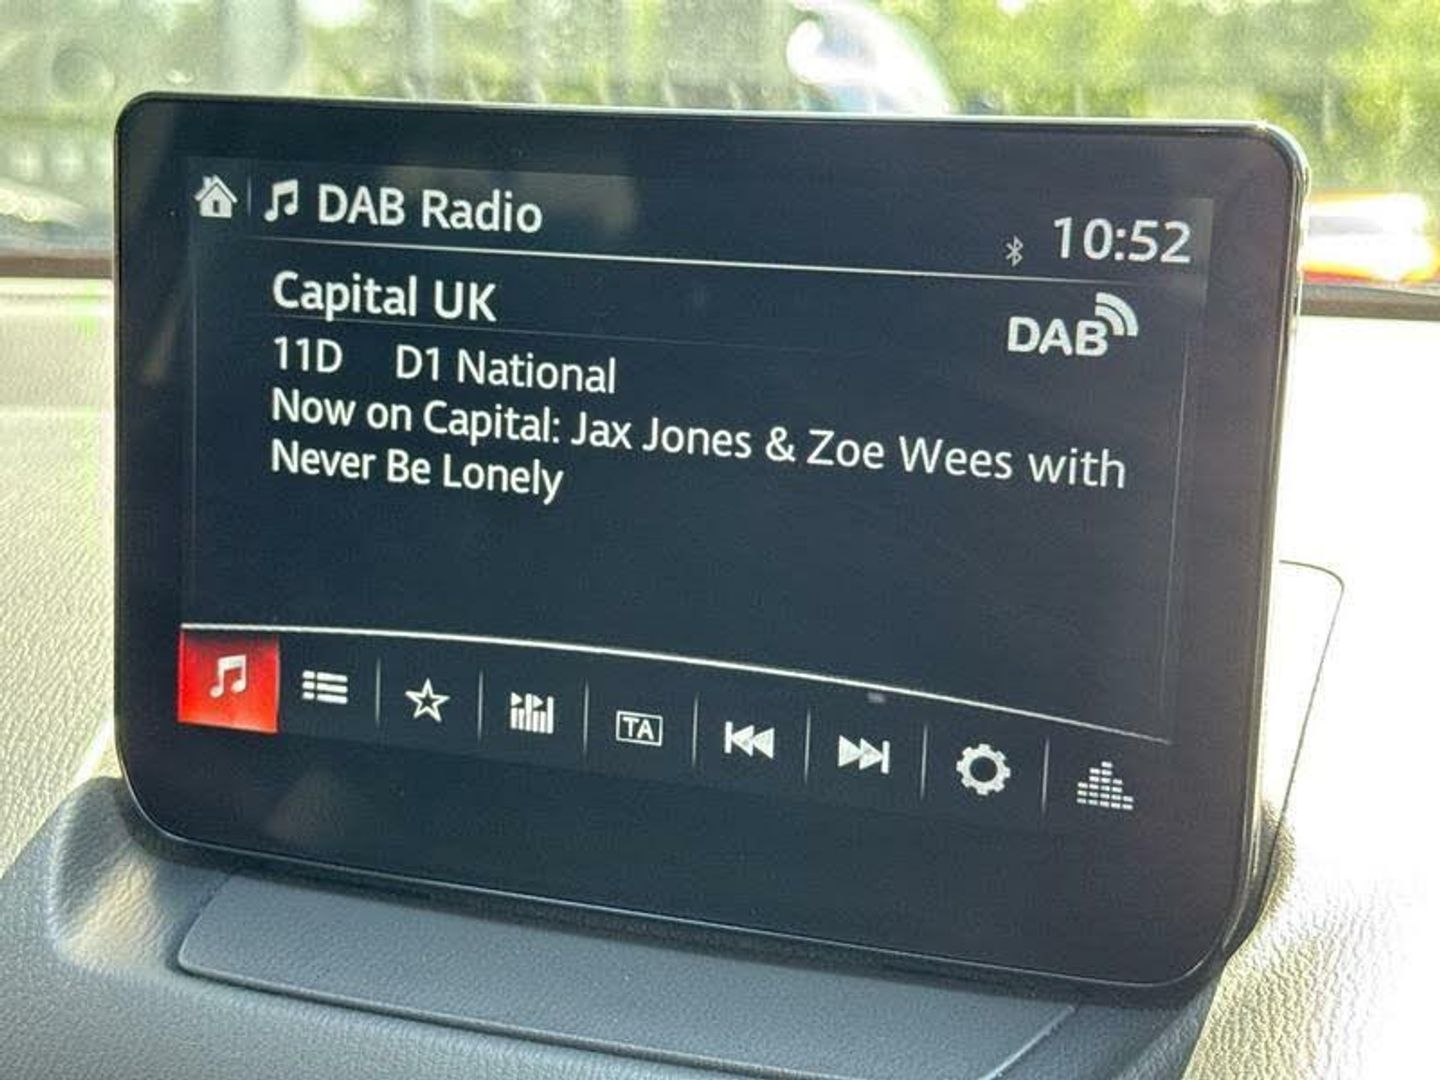 DAB Radio
10:52
Capital UK
DAB
11D D1 National
Now on Capital: Jax Jones & Zoe Wees with
Never Be Lonely
TA